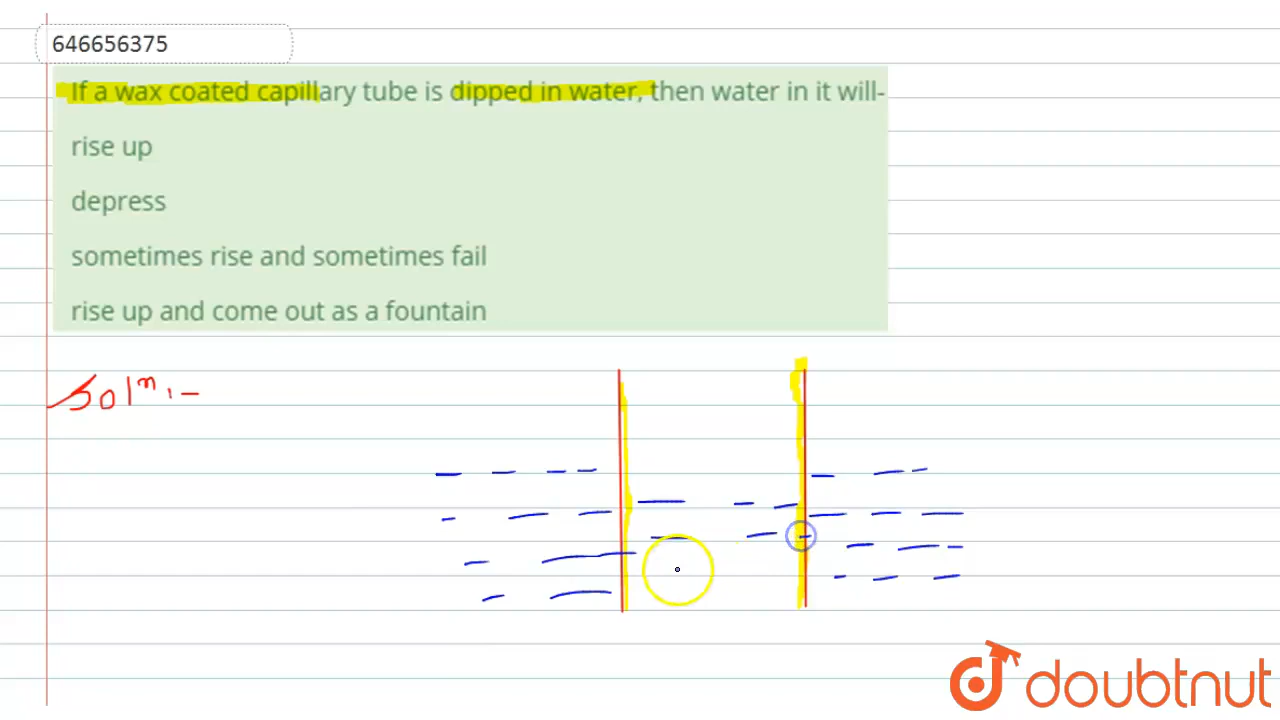 646656375
If a wax coated capillary tube is dipped in water, then water in it will-
rise up
depress
sometimes rise and sometimes fail
rise up and come out as a fountain
Solⁿ :-
doubtnut